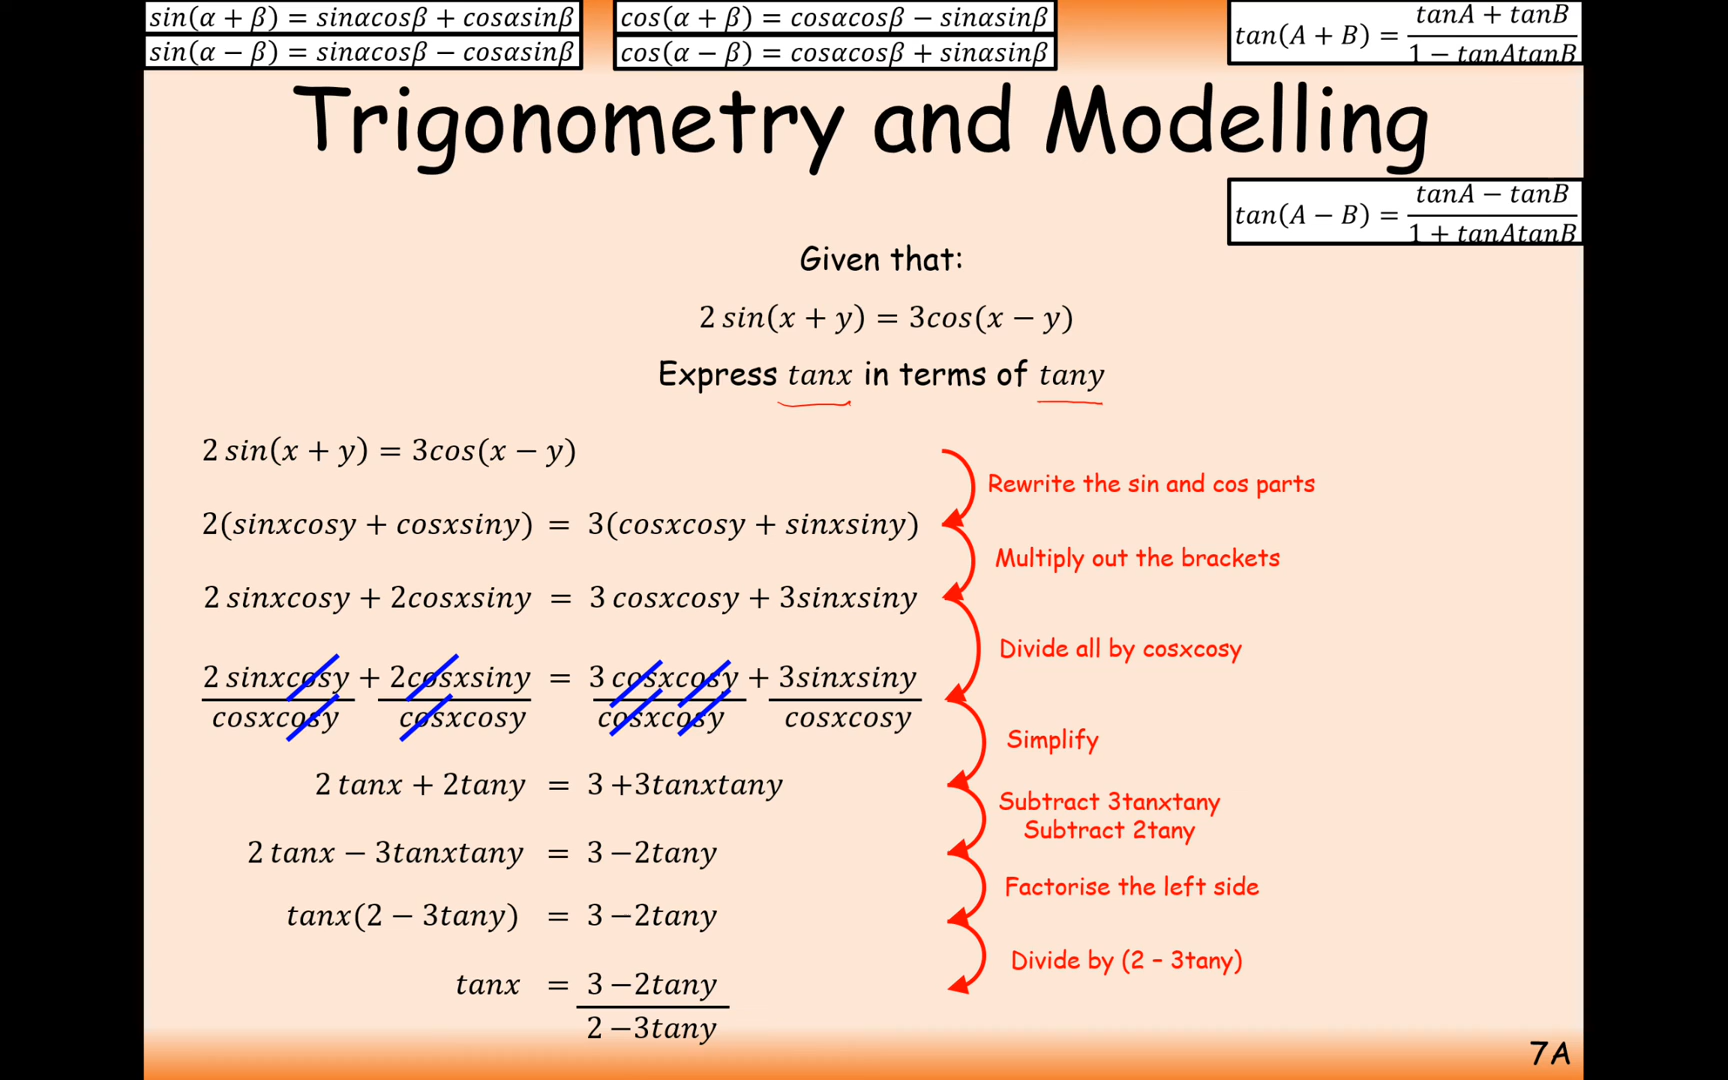 sin(α + β) = sinαcosβ + cosαsinβ
sin(α − β) = sinαcosβ − cosαsinβ
cos(α + β) = cosαcosβ − sinαsinβ
cos(α − β) = cosαcosβ + sinαsinβ
tan(A + B) = tanA + tanB
1 − tanAtanB
Trigonometry and Modelling
tan(A − B) = tanA − tanB
1 + tanAtanB
Given that:
2 sin(x + y) = 3cos(x − y)
Express tanx in terms of tany
2 sin(x + y) = 3cos(x − y)
Rewrite the sin and cos parts
2(sinxcosy + cosxsiny) = 3(cosxcosy + sinxsiny)
Multiply out the brackets
2 sinxcosy + 2cosxsiny = 3 cosxcosy + 3sinxsiny
Divide all by cosxcosy
2 sinxcosy + 2cosxsiny = 3 cosxcosy + 3sinxsiny
cosxcosy cosxcosy cosxcosy cosxcosy
Simplify
2 tanx + 2tany = 3 +3tanxtany
Subtract 3tanxtany
Subtract 2tany
2 tanx − 3tanxtany = 3 −2tany
Factorise the left side
tanx(2 − 3tany) = 3 −2tany
Divide by (2 – 3tany)
tanx = 3 −2tany
2 −3tany
7A